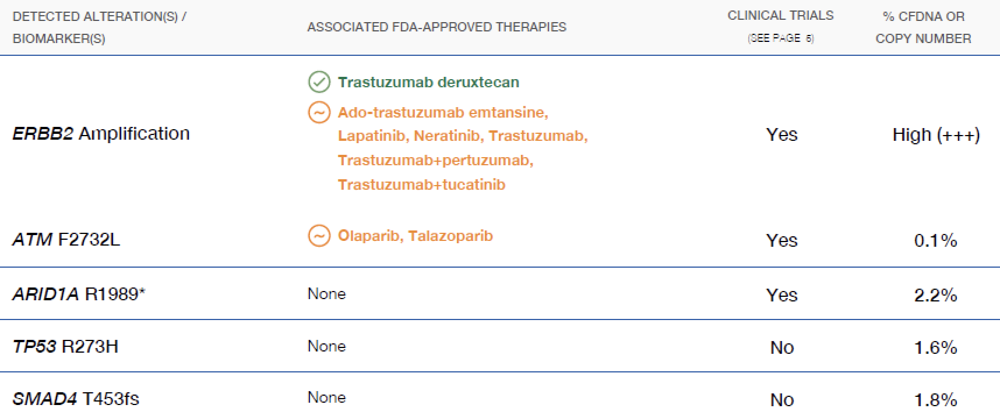 DETECTED ALTERATION(S) /
BIOMARKER(S)
ASSOCIATED FDA-APPROVED THERAPIES
CLINICAL TRIALS
(SEE PAGE 6)
% CFDNA OR
COPY NUMBER
ERBB2 Amplification
Trastuzumab deruxtecan
Ado-trastuzumab emtansine,
Lapatinib, Neratinib, Trastuzumab,
Trastuzumab+pertuzumab,
Trastuzumab+tucatinib
Yes
High (+++)
ATM F2732L
Olaparib, Talazoparib
Yes
0.1%
ARID1A R1989*
None
Yes
2.2%
TP53 R273H
None
No
1.6%
SMAD4 T453fs
None
No
1.8%